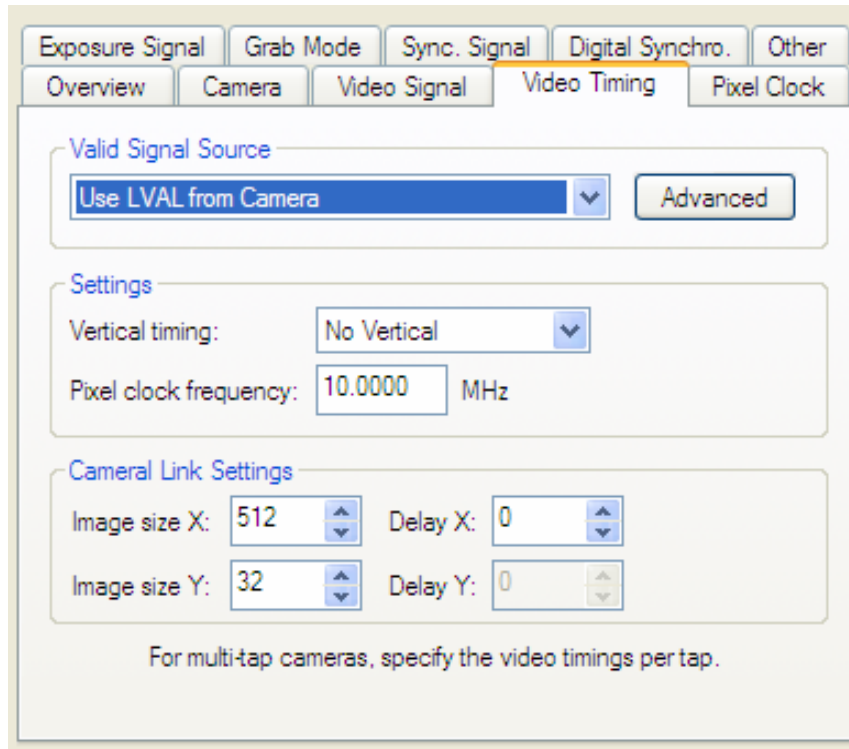 Exposure Signal Grab Mode Sync. Signal Digital Synchro. Other
Overview Camera Video Signal Video Timing Pixel Clock
Valid Signal Source
Use LVAL from Camera Advanced
Settings
Vertical timing: No Vertical
Pixel clock frequency: 10.0000 MHz
Cameral Link Settings
Image size X: 512 Delay X: 0
Image size Y: 32 Delay Y: 0
For multi-tap cameras, specify the video timings per tap.